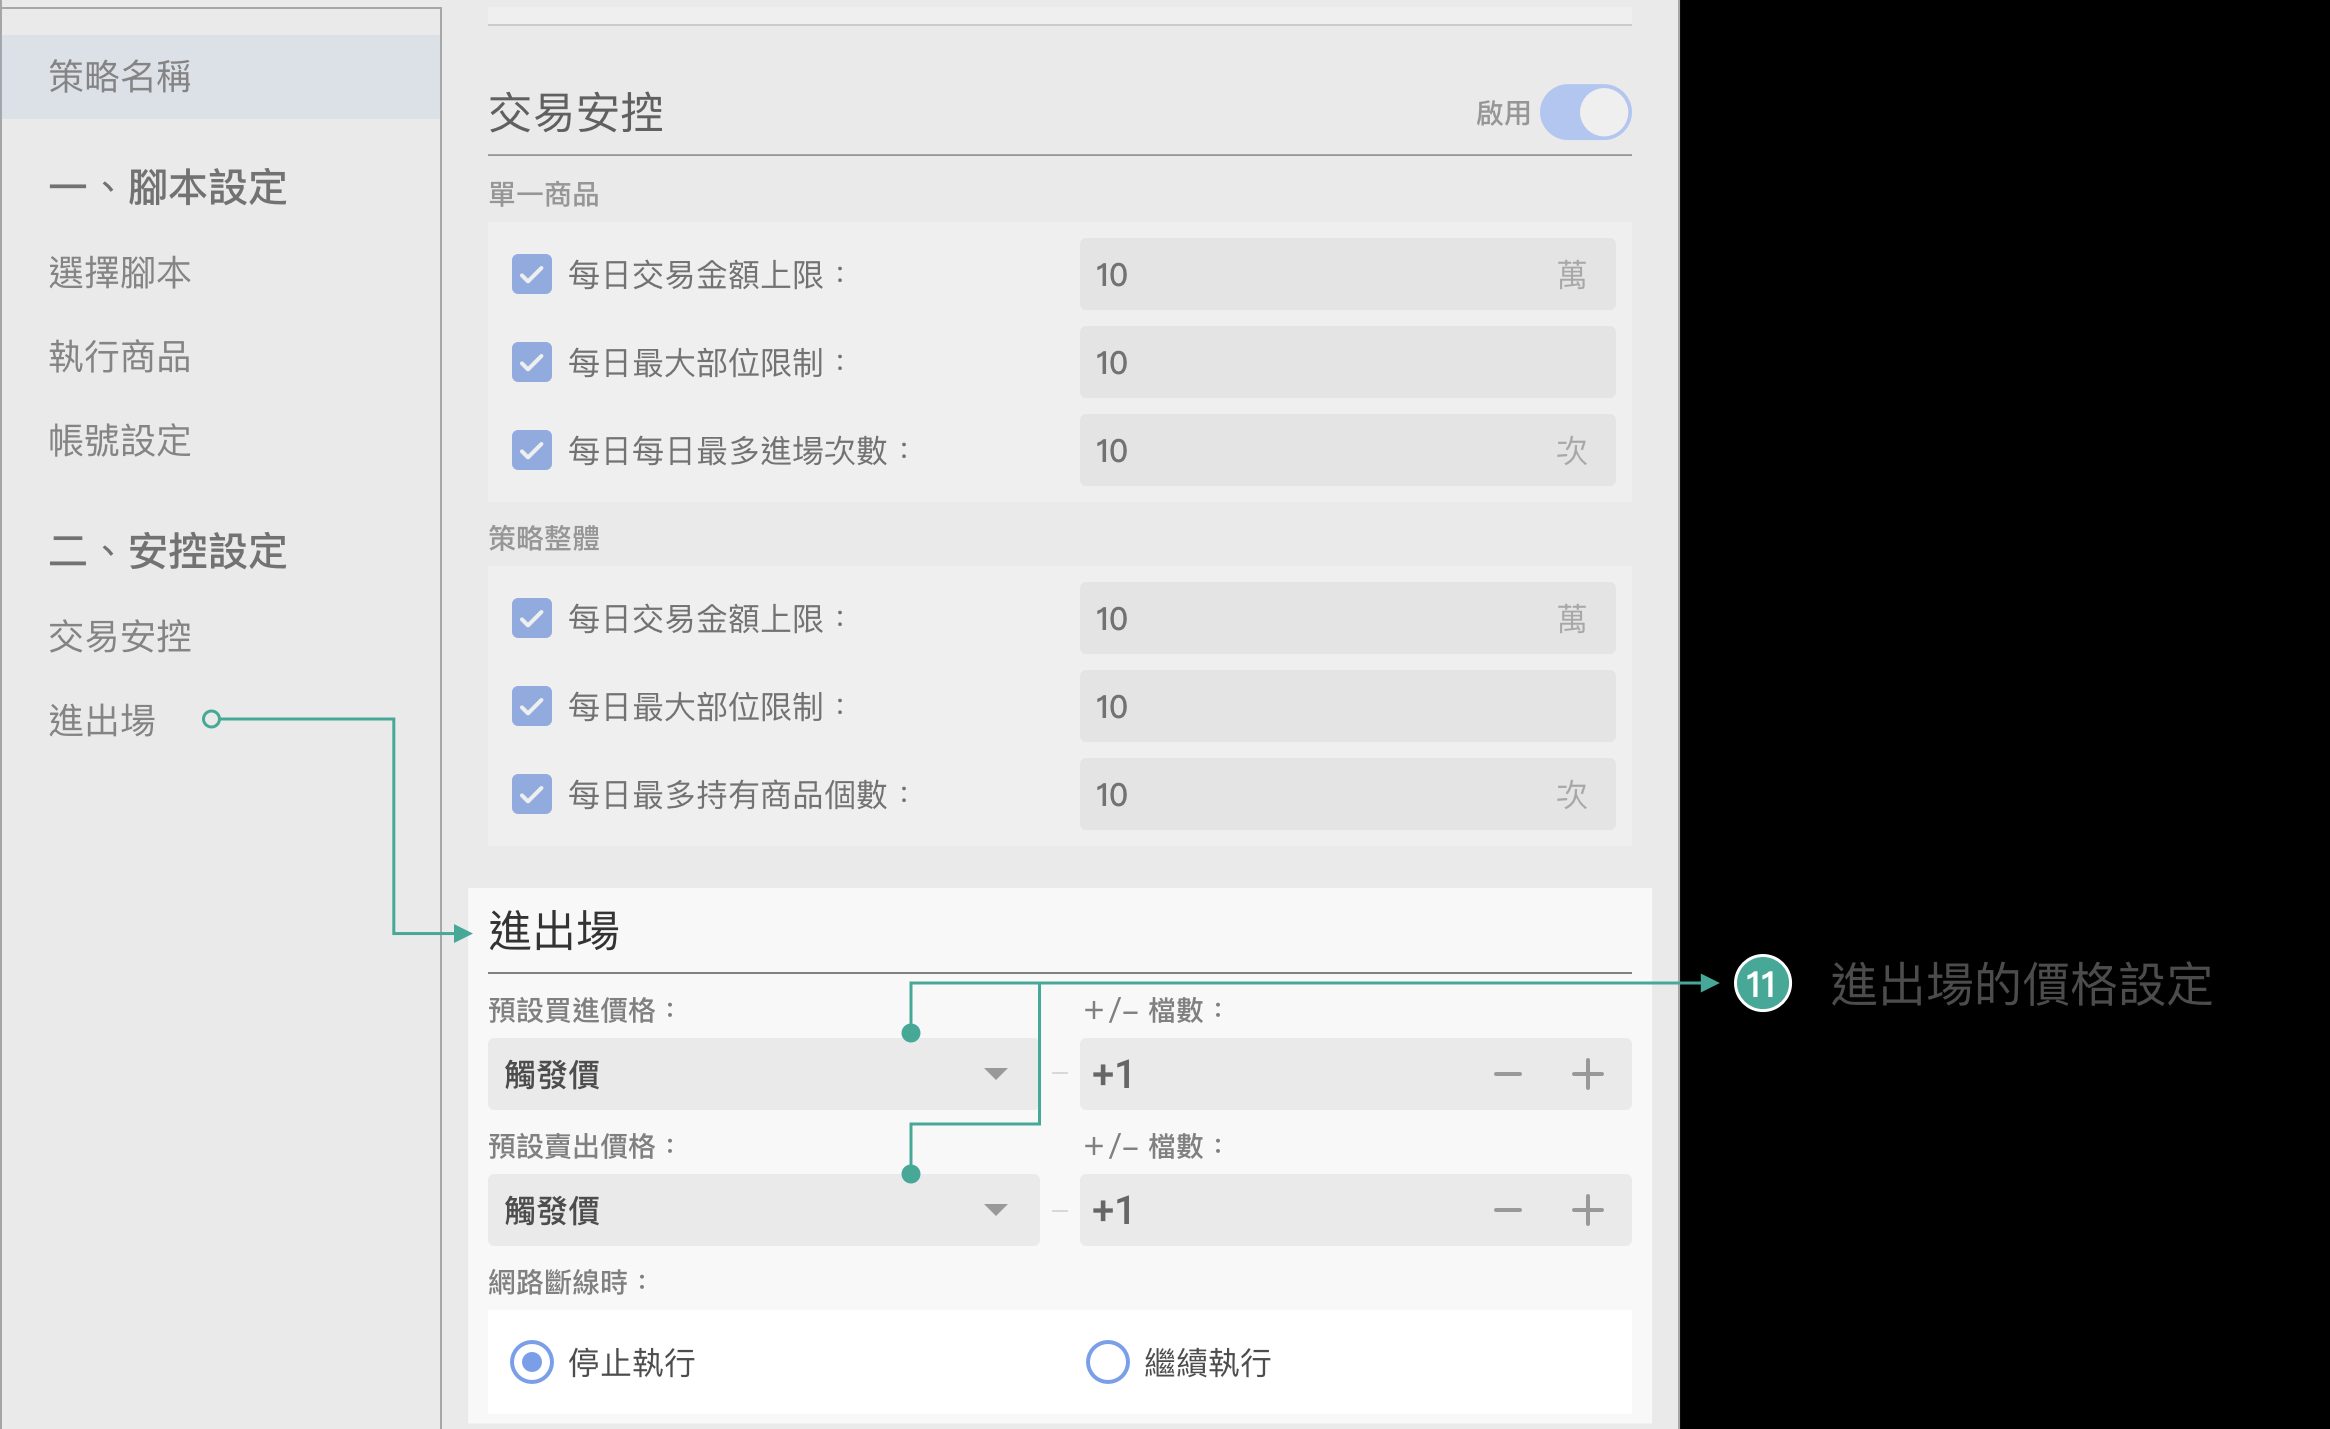 策略名稱
一、腳本設定
選擇腳本
執行商品
帳號設定
二、安控設定
交易安控
進出場
交易安控
啟用
單一商品
每日交易金額上限：
10 萬
每日最大部位限制：
10
每日每日最多進場次數：
10 次
策略整體
每日交易金額上限：
10 萬
每日最大部位限制：
10
每日最多持有商品個數：
10 次
進出場
預設買進價格：
+/– 檔數：
觸發價
+1
預設賣出價格：
+/– 檔數：
觸發價
+1
網路斷線時：
停止執行
繼續執行
11 進出場的價格設定